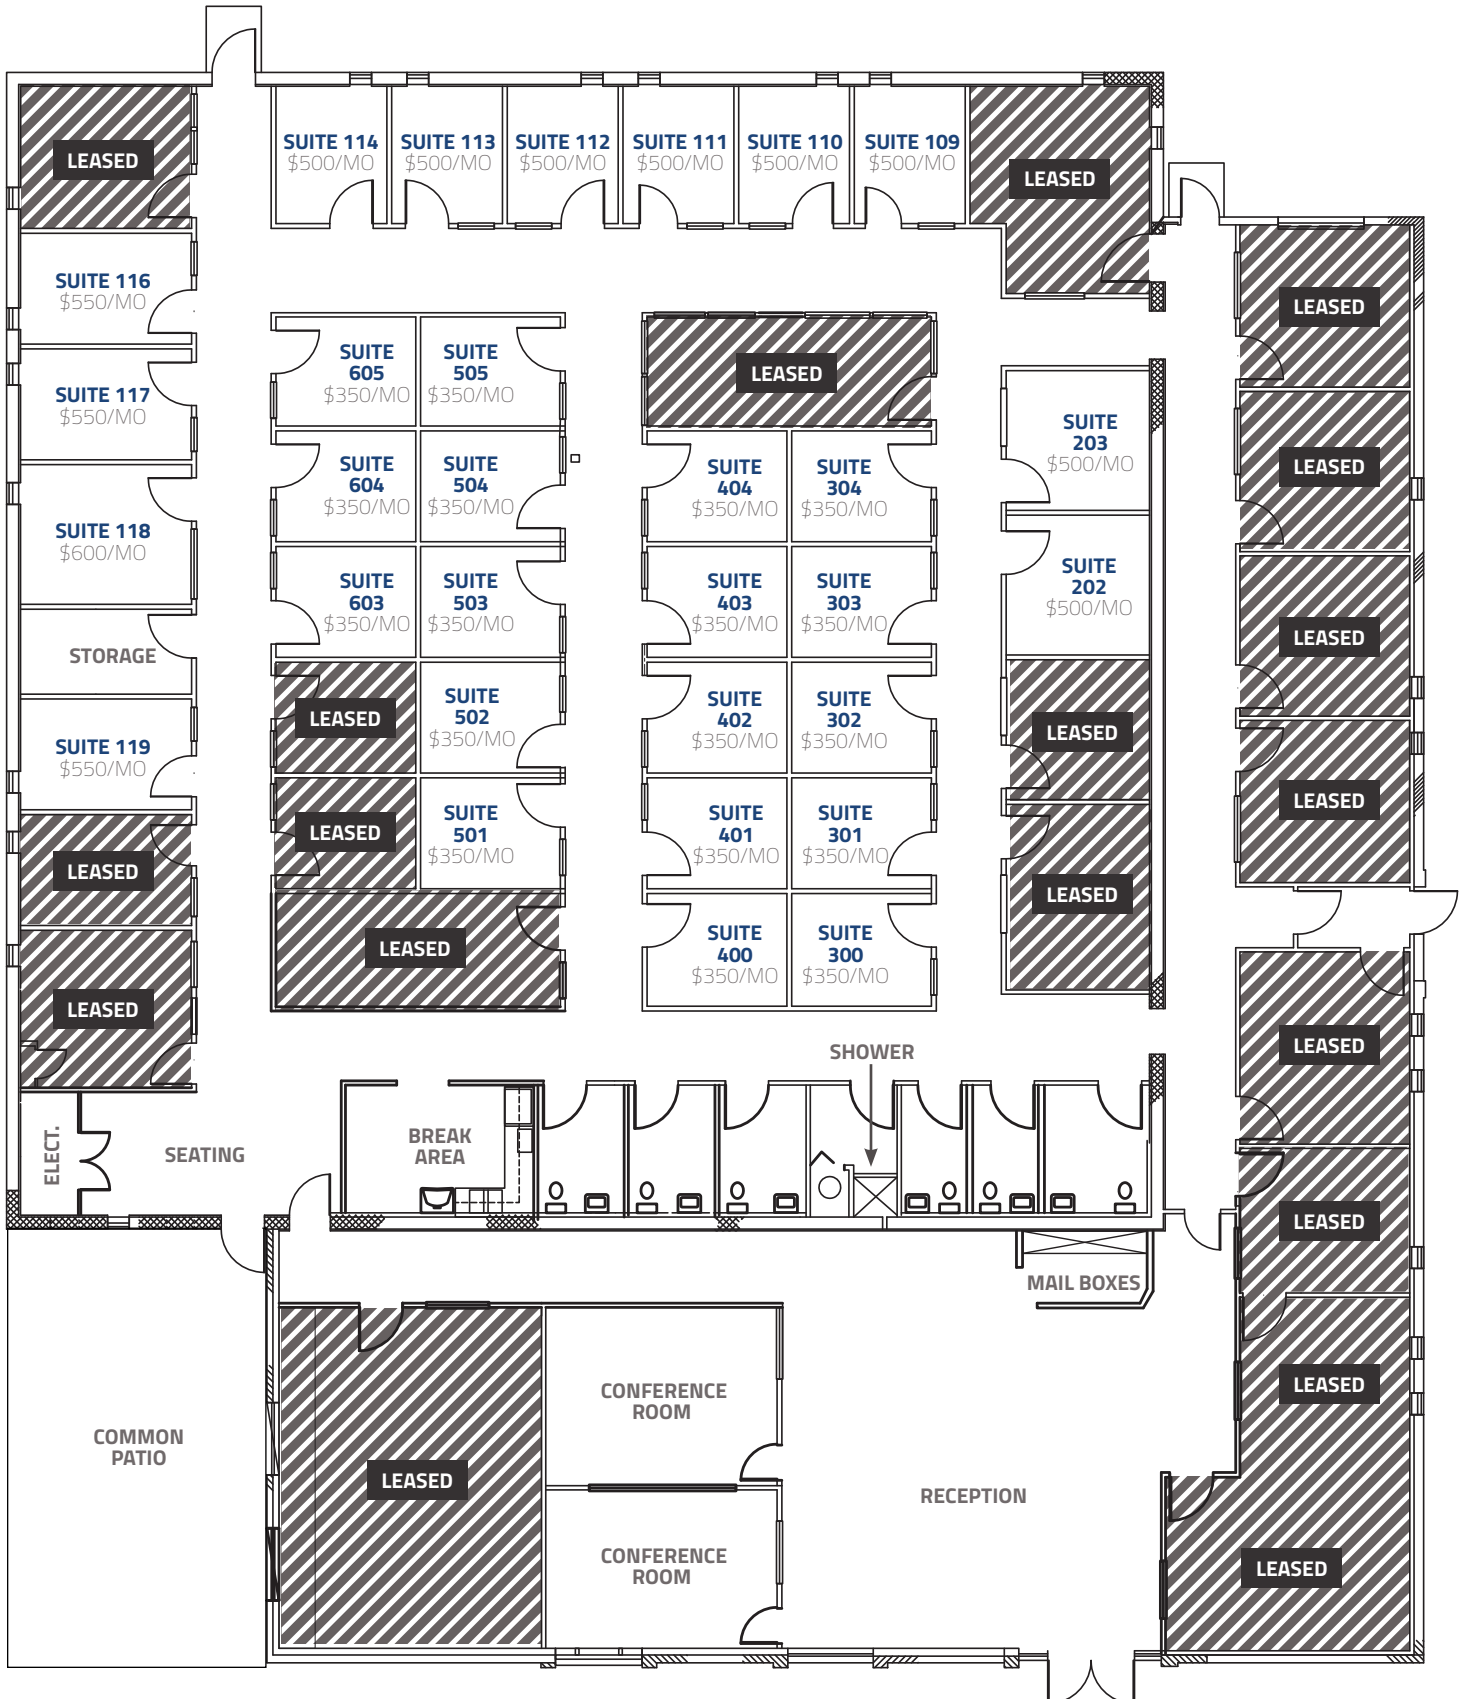 SUITE 114
$500/MO
SUITE 113
$500/MO
SUITE 112
$500/MO
SUITE 111
$500/MO
SUITE 110
$500/MO
SUITE 109
$500/MO
LEASED
LEASED
SUITE 116
$550/MO
LEASED
SUITE
605
$350/MO
SUITE
505
$350/MO
LEASED
SUITE 117
$550/MO
SUITE
203
$500/MO
LEASED
SUITE
604
$350/MO
SUITE
504
$350/MO
SUITE
404
$350/MO
SUITE
304
$350/MO
SUITE 118
$600/MO
SUITE
603
$350/MO
SUITE
503
$350/MO
SUITE
403
$350/MO
SUITE
303
$350/MO
SUITE
202
$500/MO
LEASED
STORAGE
LEASED
SUITE
502
$350/MO
SUITE
402
$350/MO
SUITE
302
$350/MO
LEASED
SUITE 119
$550/MO
LEASED
LEASED
SUITE
501
$350/MO
SUITE
401
$350/MO
SUITE
301
$350/MO
LEASED
LEASED
LEASED
SUITE
400
$350/MO
SUITE
300
$350/MO
LEASED
LEASED
SHOWER
LEASED
ELECT.
SEATING
BREAK
AREA
LEASED
MAIL BOXES
LEASED
CONFERENCE
ROOM
COMMON
PATIO
LEASED
RECEPTION
CONFERENCE
ROOM
LEASED